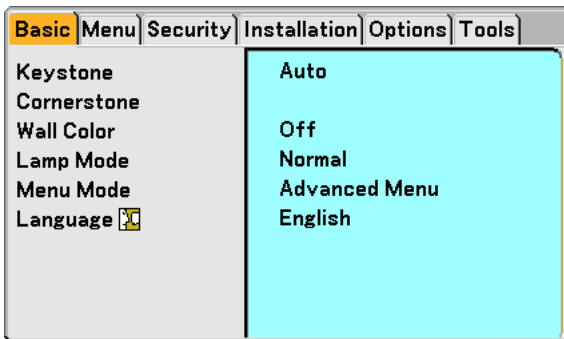 Basic Menu Security Installation Options Tools
Keystone Auto
Cornerstone
Wall Color Off
Lamp Mode Normal
Menu Mode Advanced Menu
Language English